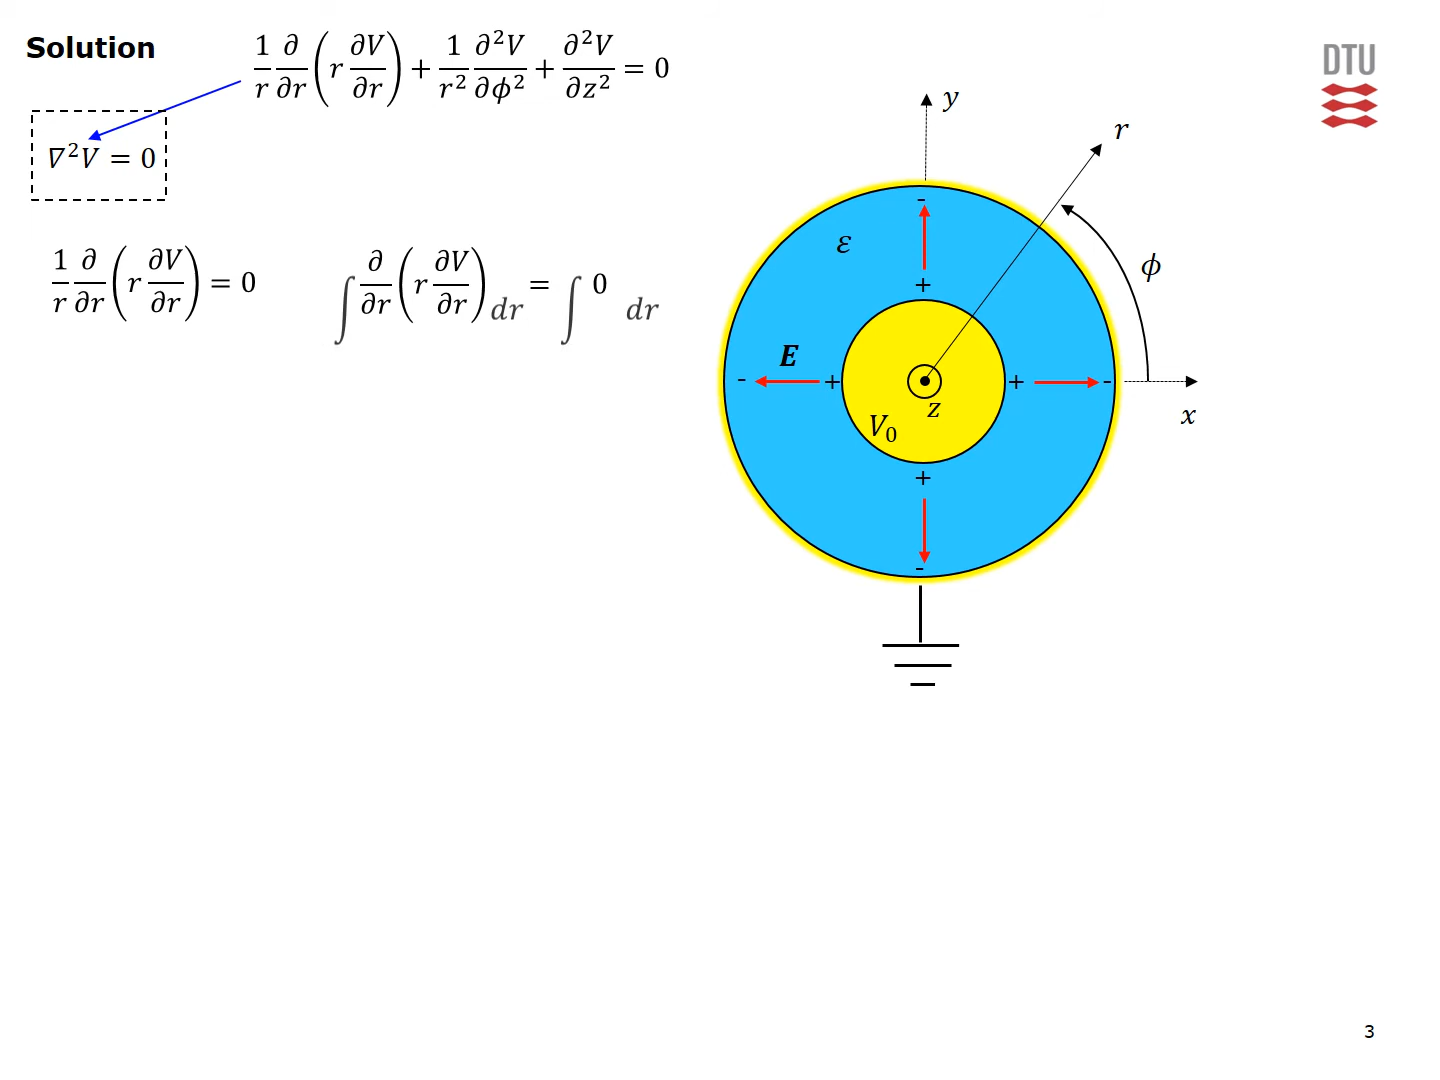 Solution
1/r ∂/∂r (r ∂V/∂r) + 1/r² ∂²V/∂ϕ² + ∂²V/∂z² = 0
∇²V = 0
1/r ∂/∂r (r ∂V/∂r) = 0
∫ ∂/∂r (r ∂V/∂r) dr = ∫ 0 dr
DTU
y
r
-
ε
ϕ
+
E
- + + -
z
x
V₀
+
-
3